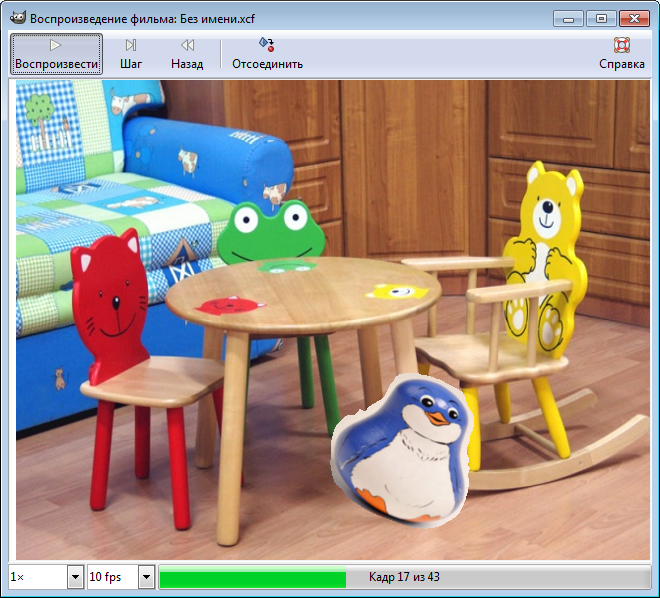 Воспроизведение фильма: Без имени.xcf
Воспроизвести Шаг Назад Отсоединить Справка
1× 10 fps Кадр 17 из 43